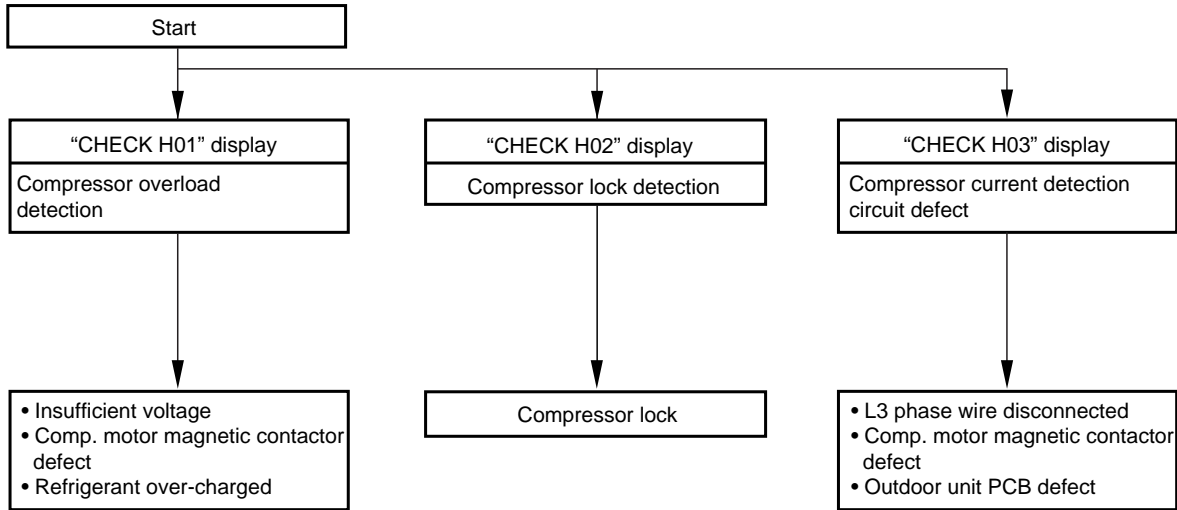 Start
“CHECK H01” display
Compressor overload
detection
“CHECK H02” display
Compressor lock detection
“CHECK H03” display
Compressor current detection
circuit defect
• Insufficient voltage
• Comp. motor magnetic contactor
defect
• Refrigerant over-charged
Compressor lock
• L3 phase wire disconnected
• Comp. motor magnetic contactor
defect
• Outdoor unit PCB defect